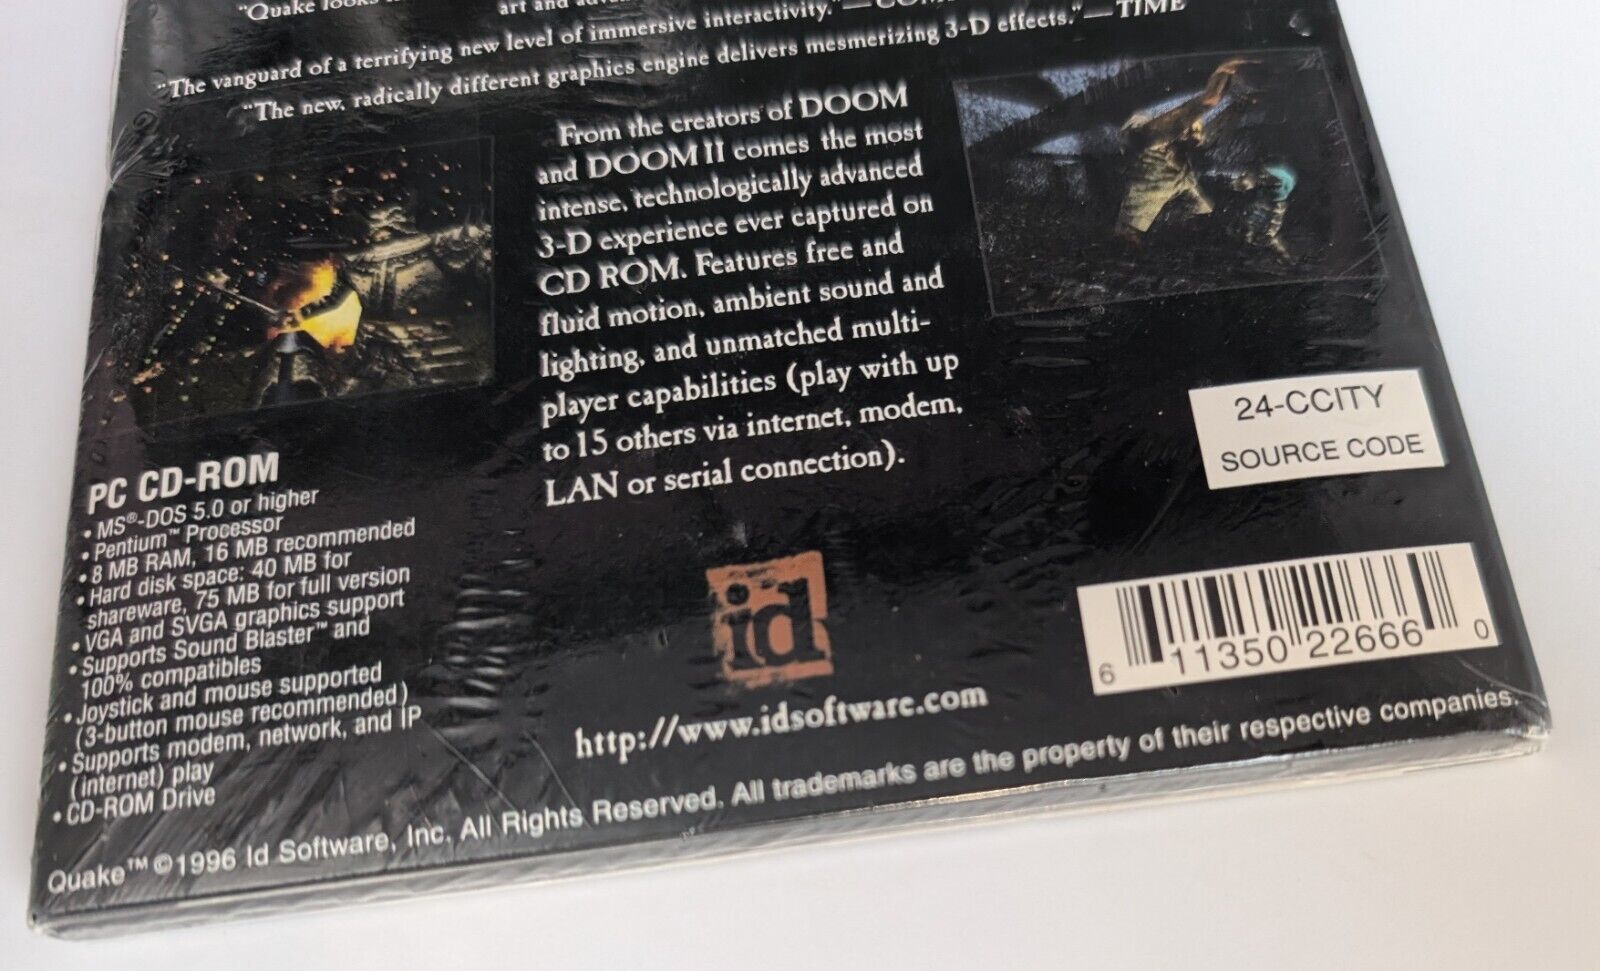 "Quake looks
art and
"The vanguard of a terrifying new level of immersive interactivity."—
"The new, radically different graphics engine delivers mesmerizing 3-D effects."—TIME
From the creators of DOOM
and DOOM II comes the most
intense, technologically advanced
3-D experience ever captured on
CD ROM. Features free and
fluid motion, ambient sound and
lighting, and unmatched multi-
player capabilities (play with up
to 15 others via internet, modem,
LAN or serial connection).
PC CD-ROM
• MS®-DOS 5.0 or higher
• Pentium™ Processor
• 8 MB RAM, 16 MB recommended
• Hard disk space: 40 MB for
shareware, 75 MB for full version
• VGA and SVGA graphics support
• Supports Sound Blaster™ and
100% compatibles
• Joystick and mouse supported
(3-button mouse recommended)
• Supports modem, network, and IP
(internet) play
• CD-ROM Drive
24-CCITY
SOURCE CODE
id
http://www.idsoftware.com
6 11350 22666 0
Quake™ ©1996 Id Software, Inc. All Rights Reserved. All trademarks are the property of their respective companies.